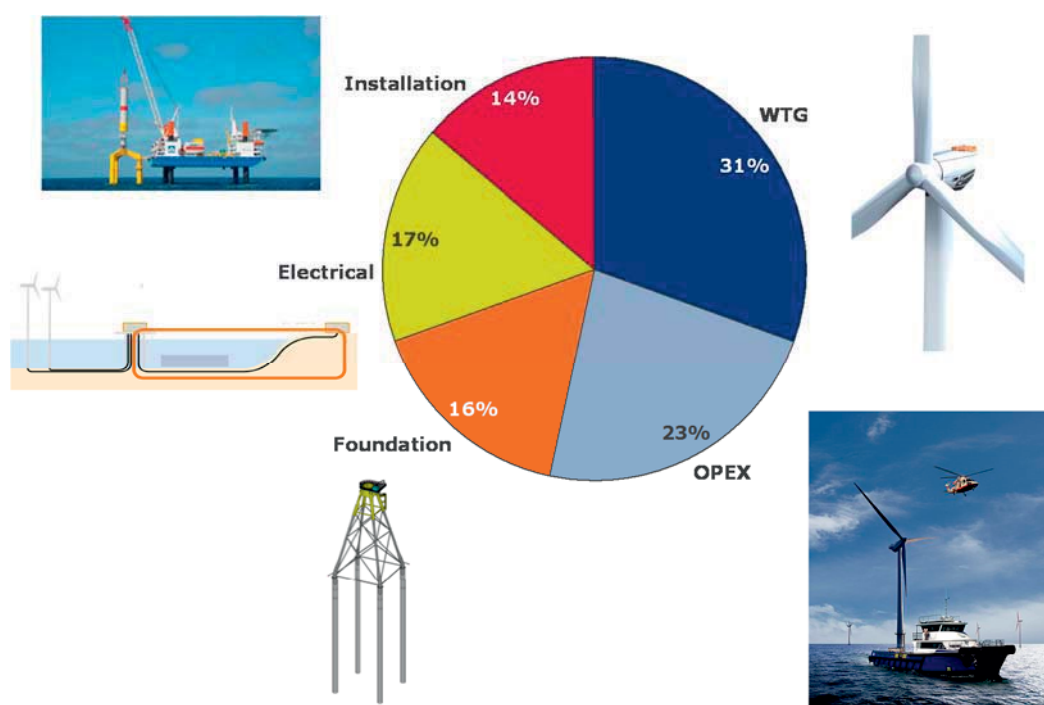 Installation
14%
WTG
31%
17%
Electrical
16%
Foundation
23%
OPEX